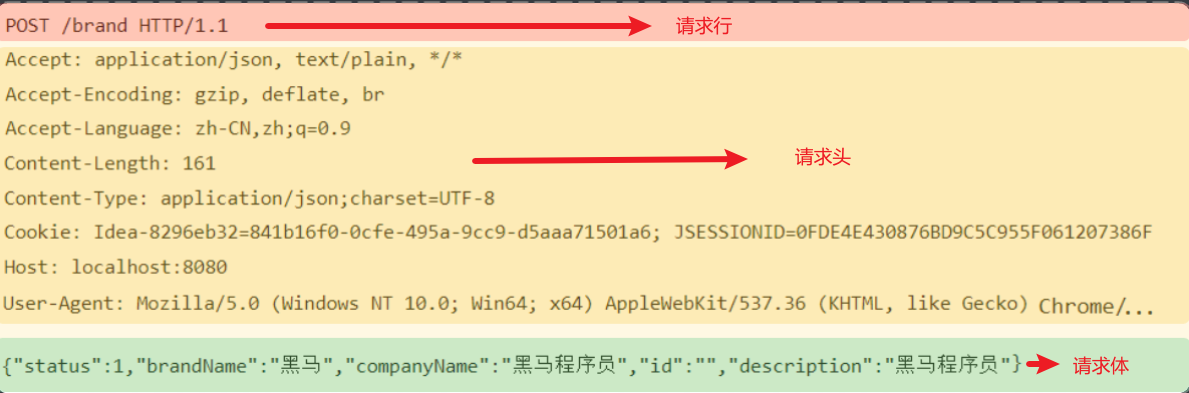 POST /brand HTTP/1.1 请求行
Accept: application/json, text/plain, */*
Accept-Encoding: gzip, deflate, br
Accept-Language: zh-CN,zh;q=0.9
Content-Length: 161 请求头
Content-Type: application/json;charset=UTF-8
Cookie: Idea-8296eb32=841b16f0-0cfe-495a-9cc9-d5aaa71501a6; JSESSIONID=0FDE4E430876BD9C5C955F061207386F
Host: localhost:8080
User-Agent: Mozilla/5.0 (Windows NT 10.0; Win64; x64) AppleWebKit/537.36 (KHTML, like Gecko) Chrome/...
{"status":1,"brandName":"黑马","companyName":"黑马程序员","id":"","description":"黑马程序员"} 请求体